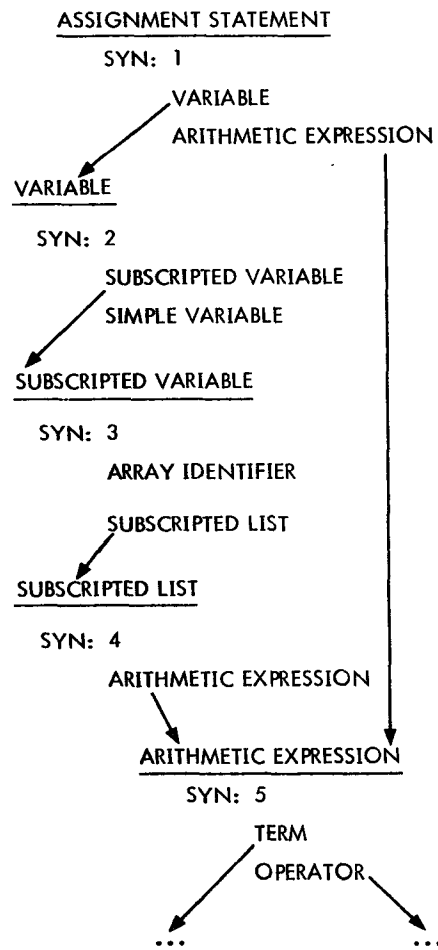 ASSIGNMENT STATEMENT
SYN: 1
VARIABLE
ARITHMETIC EXPRESSION
VARIABLE
SYN: 2
SUBSCRIPTED VARIABLE
SIMPLE VARIABLE
SUBSCRIPTED VARIABLE
SYN: 3
ARRAY IDENTIFIER
SUBSCRIPTED LIST
SUBSCRIPTED LIST
SYN: 4
ARITHMETIC EXPRESSION
ARITHMETIC EXPRESSION
SYN: 5
TERM
OPERATOR
... ...